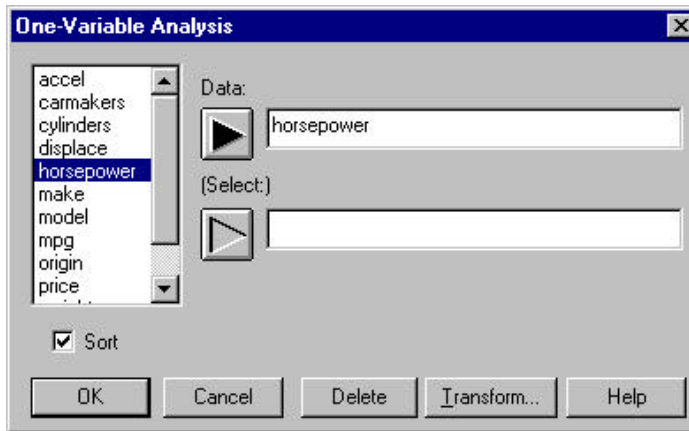 One-Variable Analysis
accel
carmakers
cylinders
displace
horsepower
make
model
mpg
origin
price
Data:
horsepower
(Select:)
Sort
OK
Cancel
Delete
Transform...
Help